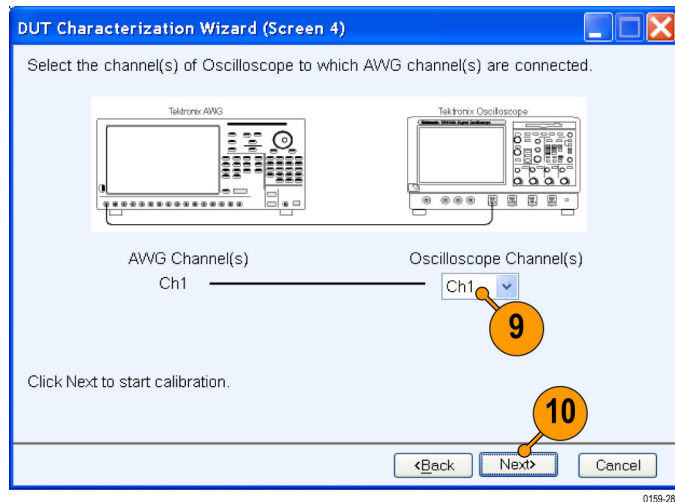 DUT Characterization Wizard (Screen 4)
Select the channel(s) of Oscilloscope to which AWG channel(s) are connected.
Tektronix AWG
Tektronix Oscilloscope
AWG Channel(s)
Oscilloscope Channel(s)
Ch1
Ch1
9
Click Next to start calibration.
10
<Back
Next>
Cancel
0159-28